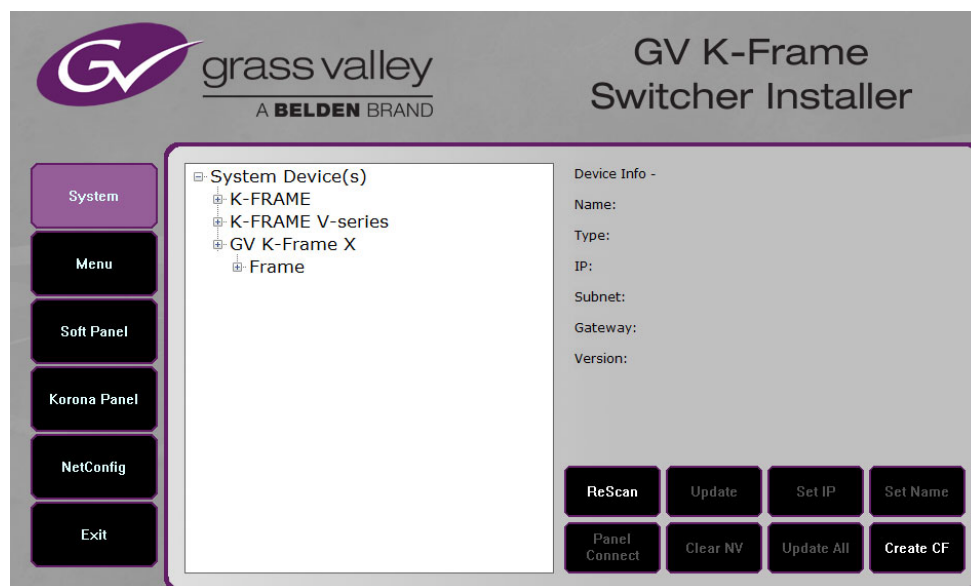 GV
grass valley
A BELDEN BRAND
GV K-Frame
Switcher Installer
System
Menu
Soft Panel
Korona Panel
NetConfig
Exit
System Device(s)
K-FRAME
K-FRAME V-series
GV K-Frame X
Frame
Device Info -
Name:
Type:
IP:
Subnet:
Gateway:
Version:
ReScan
Update
Set IP
Set Name
Panel
Connect
Clear NV
Update All
Create CF